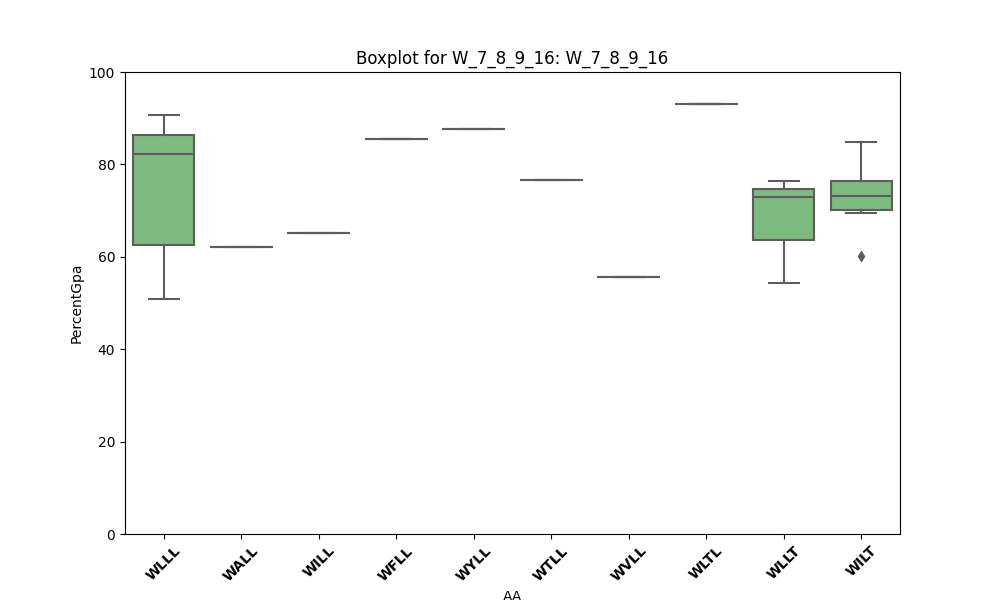 Boxplot for W_7_8_9_16: W_7_8_9_16
100
80
60
40
20
0
PercentGpa
WLLL
WALL
WILL
WFLL
WYLL
WTLL
WVLL
WLTL
WLLT
WILT
AA